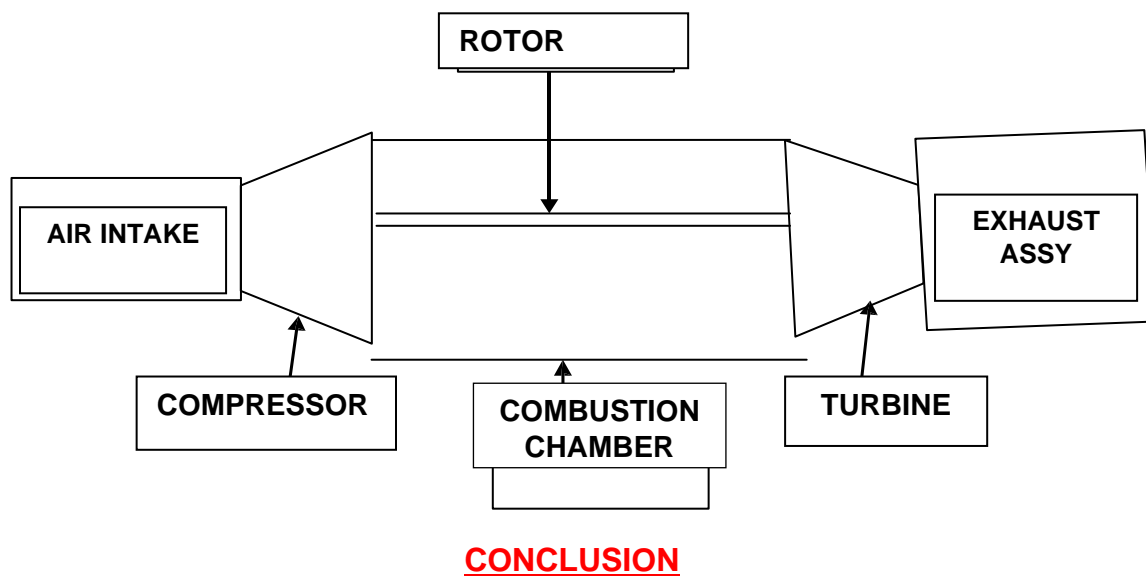 ROTOR
AIR INTAKE
EXHAUST
ASSY
COMPRESSOR
COMBUSTION
CHAMBER
TURBINE
CONCLUSION